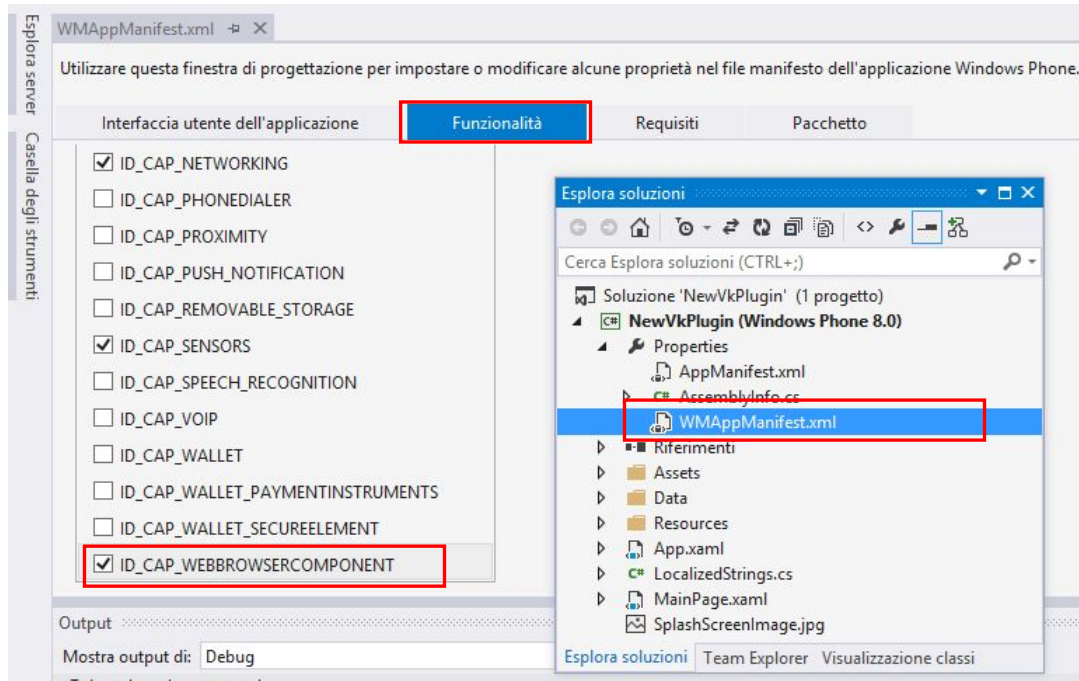 Esplora server
Casella degli strumenti
WMAppManifest.xml
Utilizzare questa finestra di progettazione per impostare o modificare alcune proprietà nel file manifesto dell'applicazione Windows Phone.
Interfaccia utente dell'applicazione
Funzionalità
Requisiti
Pacchetto
ID_CAP_NETWORKING
ID_CAP_PHONEDIALER
ID_CAP_PROXIMITY
ID_CAP_PUSH_NOTIFICATION
ID_CAP_REMOVABLE_STORAGE
ID_CAP_SENSORS
ID_CAP_SPEECH_RECOGNITION
ID_CAP_VOIP
ID_CAP_WALLET
ID_CAP_WALLET_PAYMENTINSTRUMENTS
ID_CAP_WALLET_SECUREELEMENT
ID_CAP_WEBBROWSERCOMPONENT
Esplora soluzioni
Cerca Esplora soluzioni (CTRL+;)
Soluzione 'NewVkPlugin' (1 progetto)
C# NewVkPlugin (Windows Phone 8.0)
Properties
AppManifest.xml
C# AssemblyInfo.cs
WMAppManifest.xml
Riferimenti
Assets
Data
Resources
App.xaml
C# LocalizedStrings.cs
MainPage.xaml
SplashScreenImage.jpg
Esplora soluzioni Team Explorer Visualizzazione classi
Output
Mostra output di: Debug